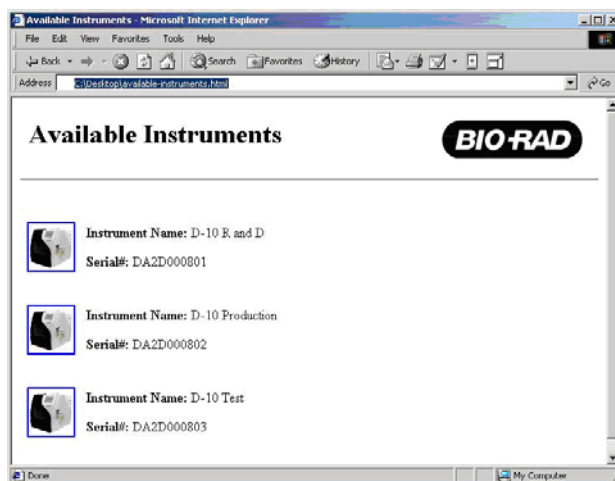 Available Instruments - Microsoft Internet Explorer
File Edit View Favorites Tools Help
Back Search Favorites History
Address C:\Desktop\available-instruments.html Go
Available Instruments
BIO-RAD
Instrument Name: D-10 R and D
Serial#: DA2D000801
Instrument Name: D-10 Production
Serial#: DA2D000802
Instrument Name: D-10 Test
Serial#: DA2D000803
Done My Computer